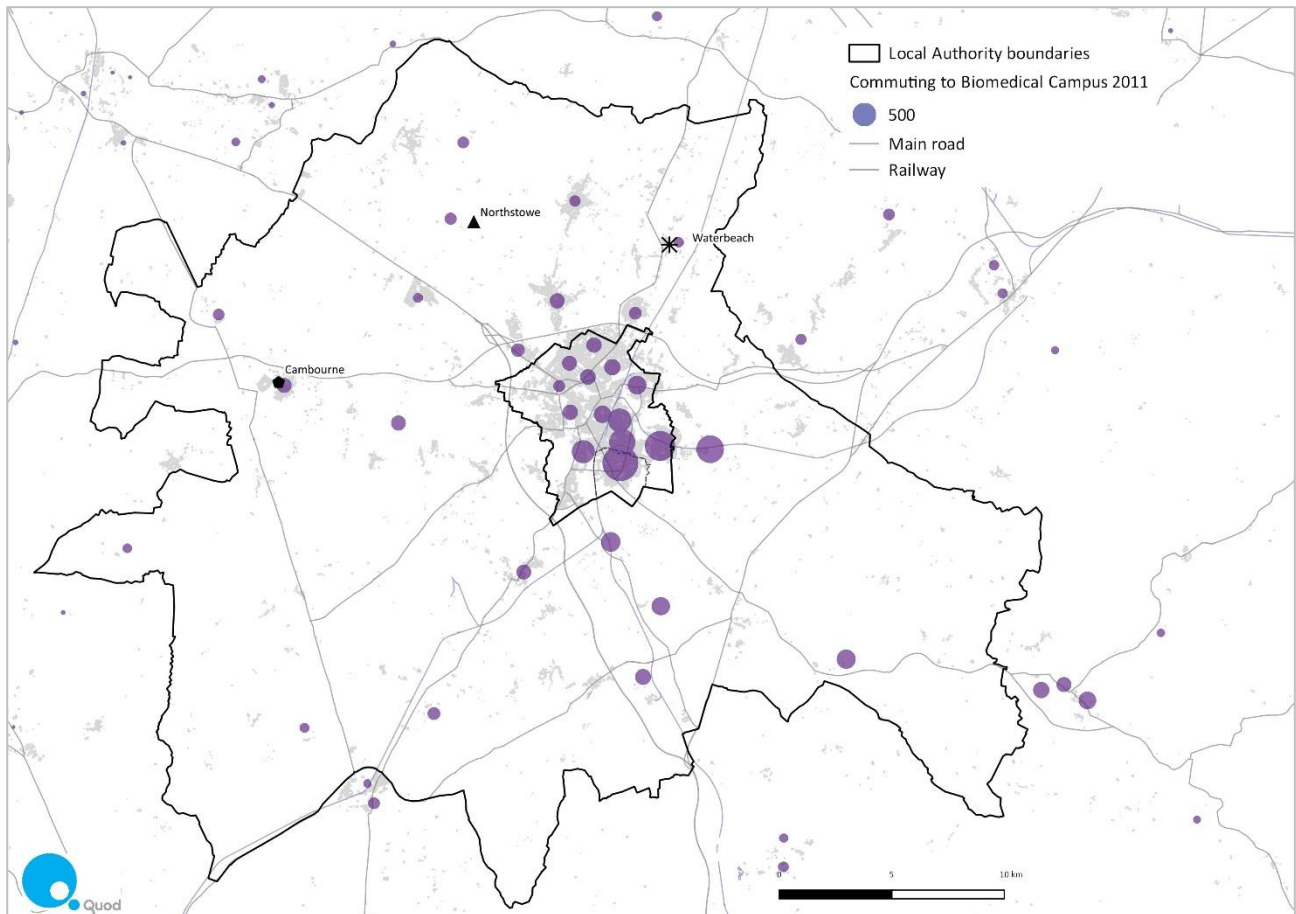 Local Authority boundaries
Commuting to Biomedical Campus 2011
500
Main road
Railway
Northstowe
Waterbeach
Cambourne
0 5 10 km
Quod